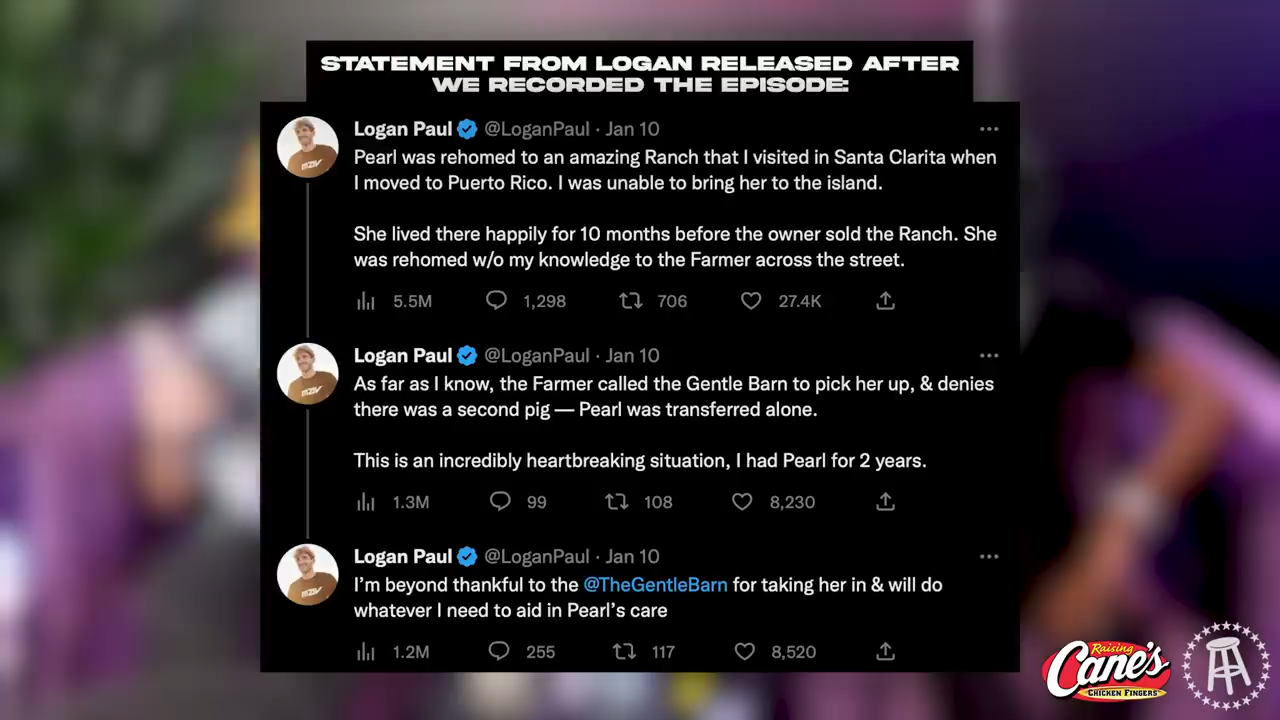 STATEMENT FROM LOGAN RELEASED AFTER
WE RECORDED THE EPISODE:
Logan Paul @LoganPaul · Jan 10
Pearl was rehomed to an amazing Ranch that I visited in Santa Clarita when
I moved to Puerto Rico. I was unable to bring her to the island.
She lived there happily for 10 months before the owner sold the Ranch. She
was rehomed w/o my knowledge to the Farmer across the street.
5.5M 1,298 706 27.4K
Logan Paul @LoganPaul · Jan 10
As far as I know, the Farmer called the Gentle Barn to pick her up, & denies
there was a second pig — Pearl was transferred alone.
This is an incredibly heartbreaking situation, I had Pearl for 2 years.
1.3M 99 108 8,230
Logan Paul @LoganPaul · Jan 10
I'm beyond thankful to the @TheGentleBarn for taking her in & will do
whatever I need to aid in Pearl's care
1.2M 255 117 8,520
Raising
Cane's
CHICKEN FINGERS